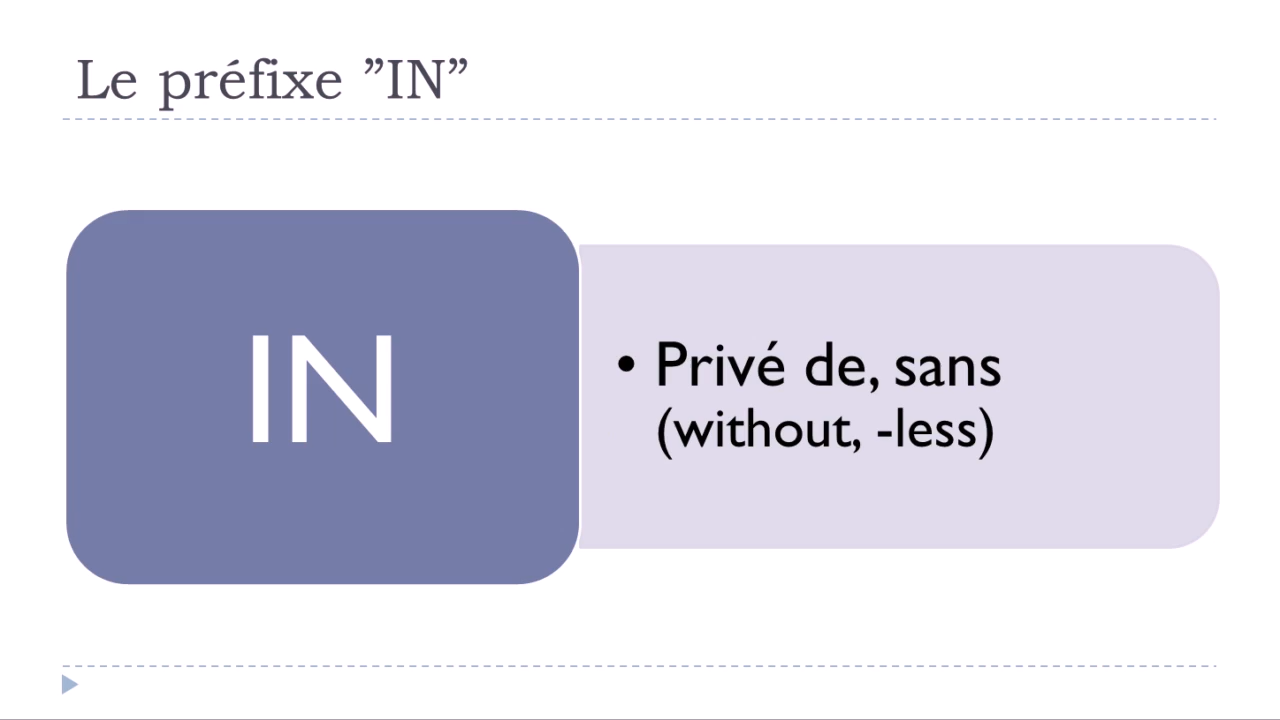 Le préfixe ”IN”
IN
• Privé de, sans
(without, -less)